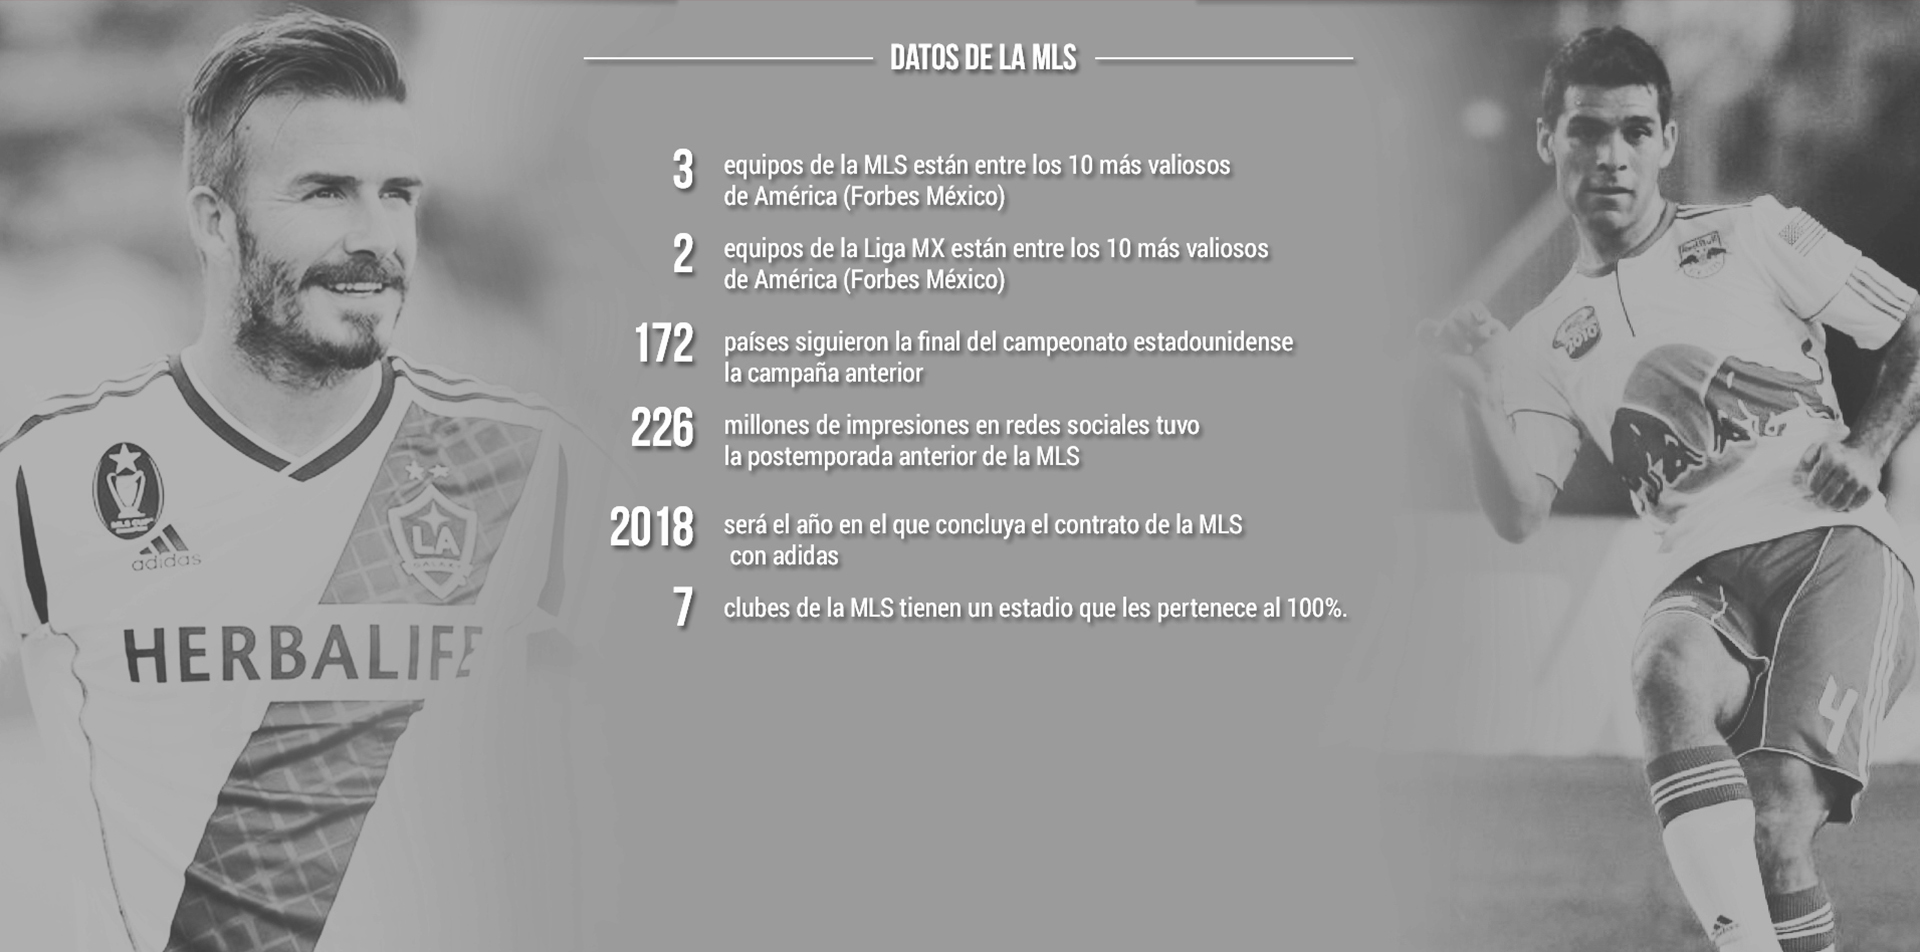 DATOS DE LA MLS
3 equipos de la MLS están entre los 10 más valiosos
de América (Forbes México)
2 equipos de la Liga MX están entre los 10 más valiosos
de América (Forbes México)
172 países siguieron la final del campeonato estadounidense
la campaña anterior
226 millones de impresiones en redes sociales tuvo
la postemporada anterior de la MLS
2018 será el año en el que concluya el contrato de la MLS
con adidas
7 clubes de la MLS tienen un estadio que les pertenece al 100%.
adidas
LA
GALAXY
HERBALIFE
4